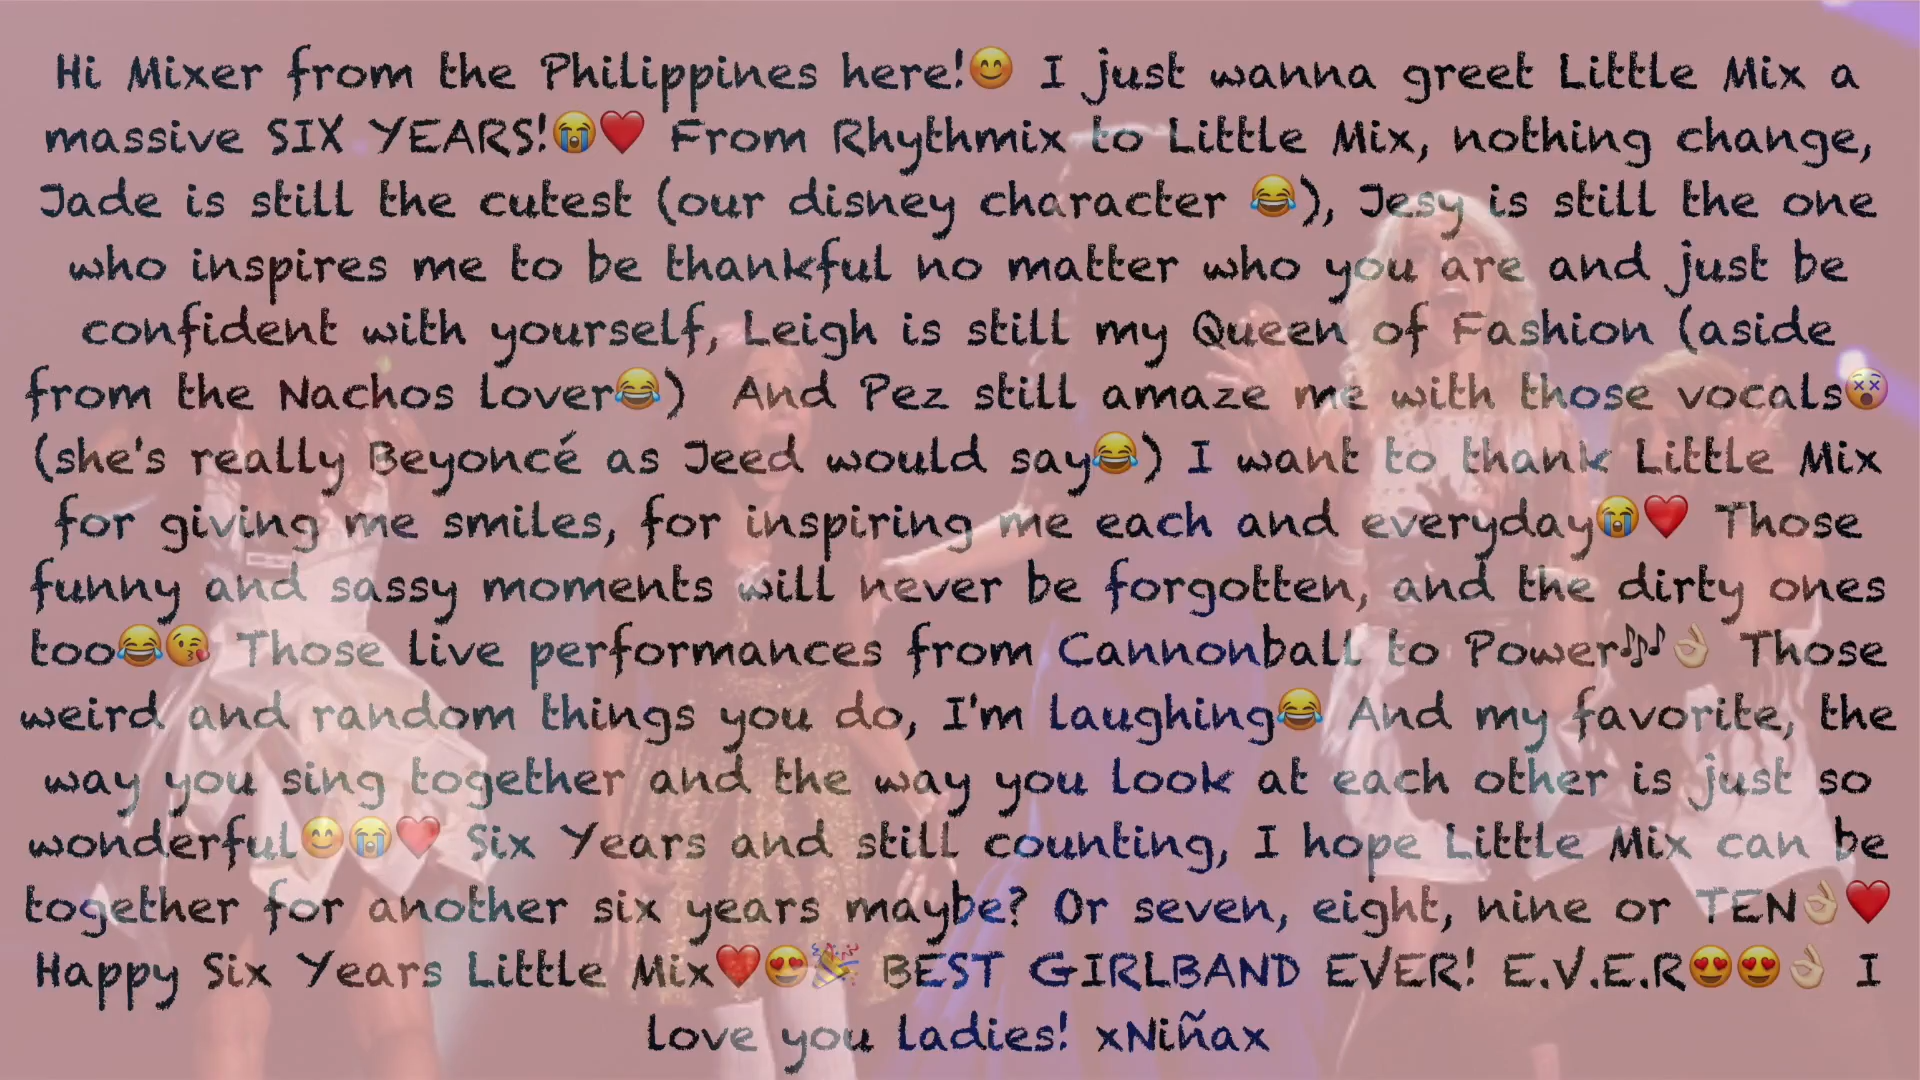 Hi Mixer from the Philippines here!😊 I just wanna greet Little Mix a
massive SIX YEARS!😭❤️ From Rhythmix to Little Mix, nothing change,
Jade is still the cutest (our disney character 😂), Jesy is still the one
who inspires me to be thankful no matter who you are and just be
confident with yourself, Leigh is still my Queen of Fashion (aside
from the Nachos lover😂) And Pez still amaze me with those vocals😵
(she's really Beyoncé as Jeed would say😂) I want to thank Little Mix
for giving me smiles, for inspiring me each and everyday😭❤️ Those
funny and sassy moments will never be forgotten, and the dirty ones
too😂😘 Those live performances from Cannonball to Power🎶👌🏼 Those
weird and random things you do, I'm laughing😂 And my favorite, the
way you sing together and the way you look at each other is just so
wonderful😊😭❤️ Six Years and still counting, I hope Little Mix can be
together for another six years maybe? Or seven, eight, nine or TEN👌🏼❤️
Happy Six Years Little Mix❤️😍🎉 BEST GIRLBAND EVER! E.V.E.R😍😍👌🏼 I
love you ladies! xNiñax